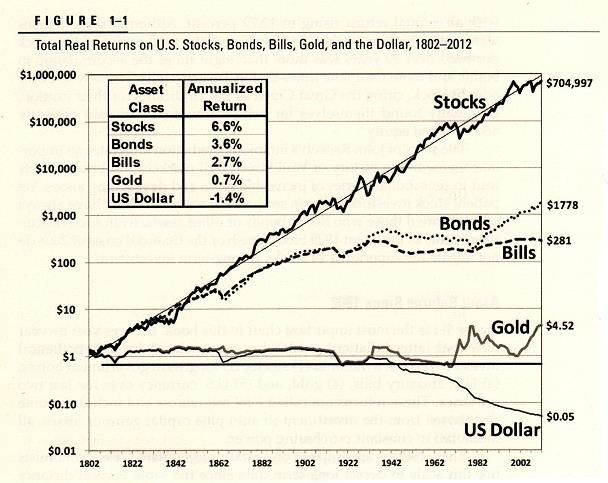 FIGURE 1–1
Total Real Returns on U.S. Stocks, Bonds, Bills, Gold, and the Dollar, 1802–2012
$1,000,000
$100,000
$10,000
$1,000
$100
$10
$1
$0.10
$0.01
Asset Class Annualized Return
Stocks 6.6%
Bonds 3.6%
Bills 2.7%
Gold 0.7%
US Dollar -1.4%
Stocks
$704,997
Bonds
$1778
Bills
$281
Gold
$4.52
US Dollar
$0.05
1802 1822 1842 1862 1882 1902 1922 1942 1962 1982 2002